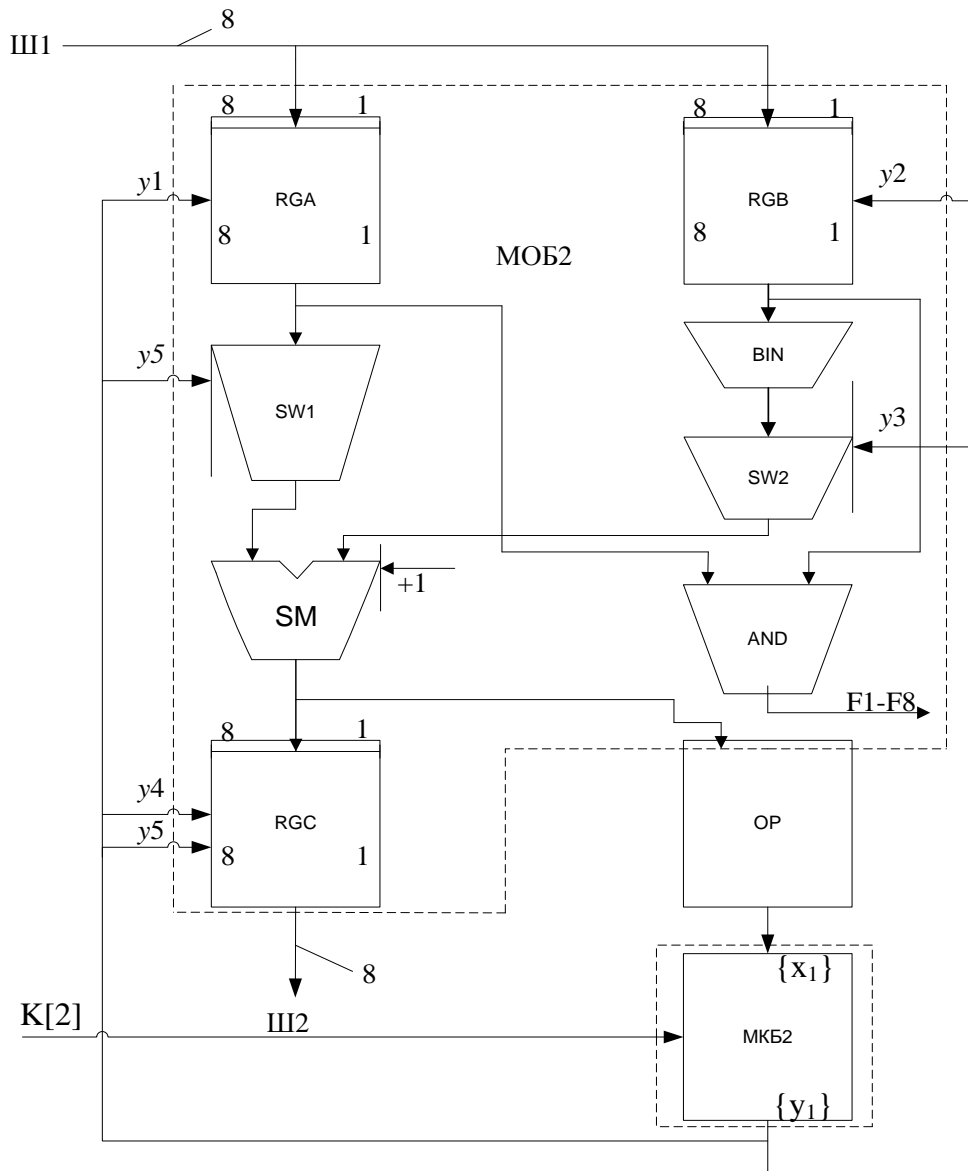 8
Ш1
8 1
8 1
y1
RGA
RGB
y2
8 1
8 1
МОБ2
y5
SW1
BIN
SW2
y3
+1
SM
AND
F1-F8
8 1
y4
y5
RGC
OP
8 1
8
{x1}
K[2]
Ш2
МКБ2
{y1}